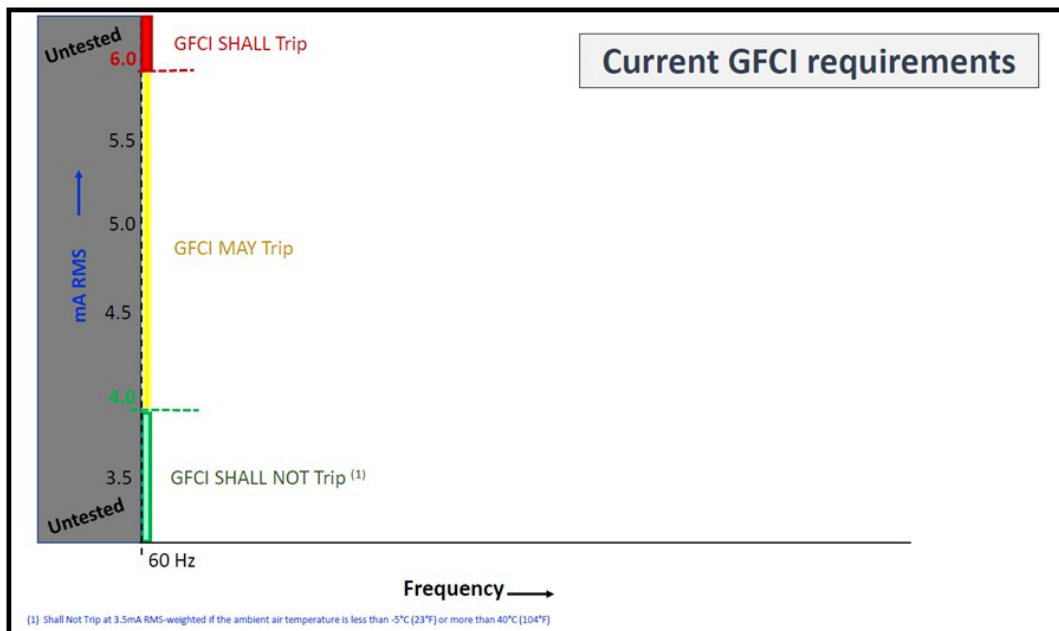 Current GFCI requirements
Untested
6.0
GFCI SHALL Trip
5.5
5.0
mA RMS
GFCI MAY Trip
4.5
4.0
3.5
GFCI SHALL NOT Trip (1)
Untested
60 Hz
Frequency
(1) Shall Not Trip at 3.5mA RMS-weighted if the ambient air temperature is less than -5°C (23°F) or more than 40°C (104°F)